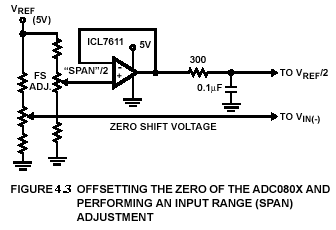 VREF
(5V)
ICL7611
5V
FS
ADJ.
"SPAN"/2
300
0.1µF
TO VREF/2
TO VIN(-)
ZERO SHIFT VOLTAGE
FIGURE 4.3 OFFSETTING THE ZERO OF THE ADC080X AND
PERFORMING AN INPUT RANGE (SPAN)
ADJUSTMENT